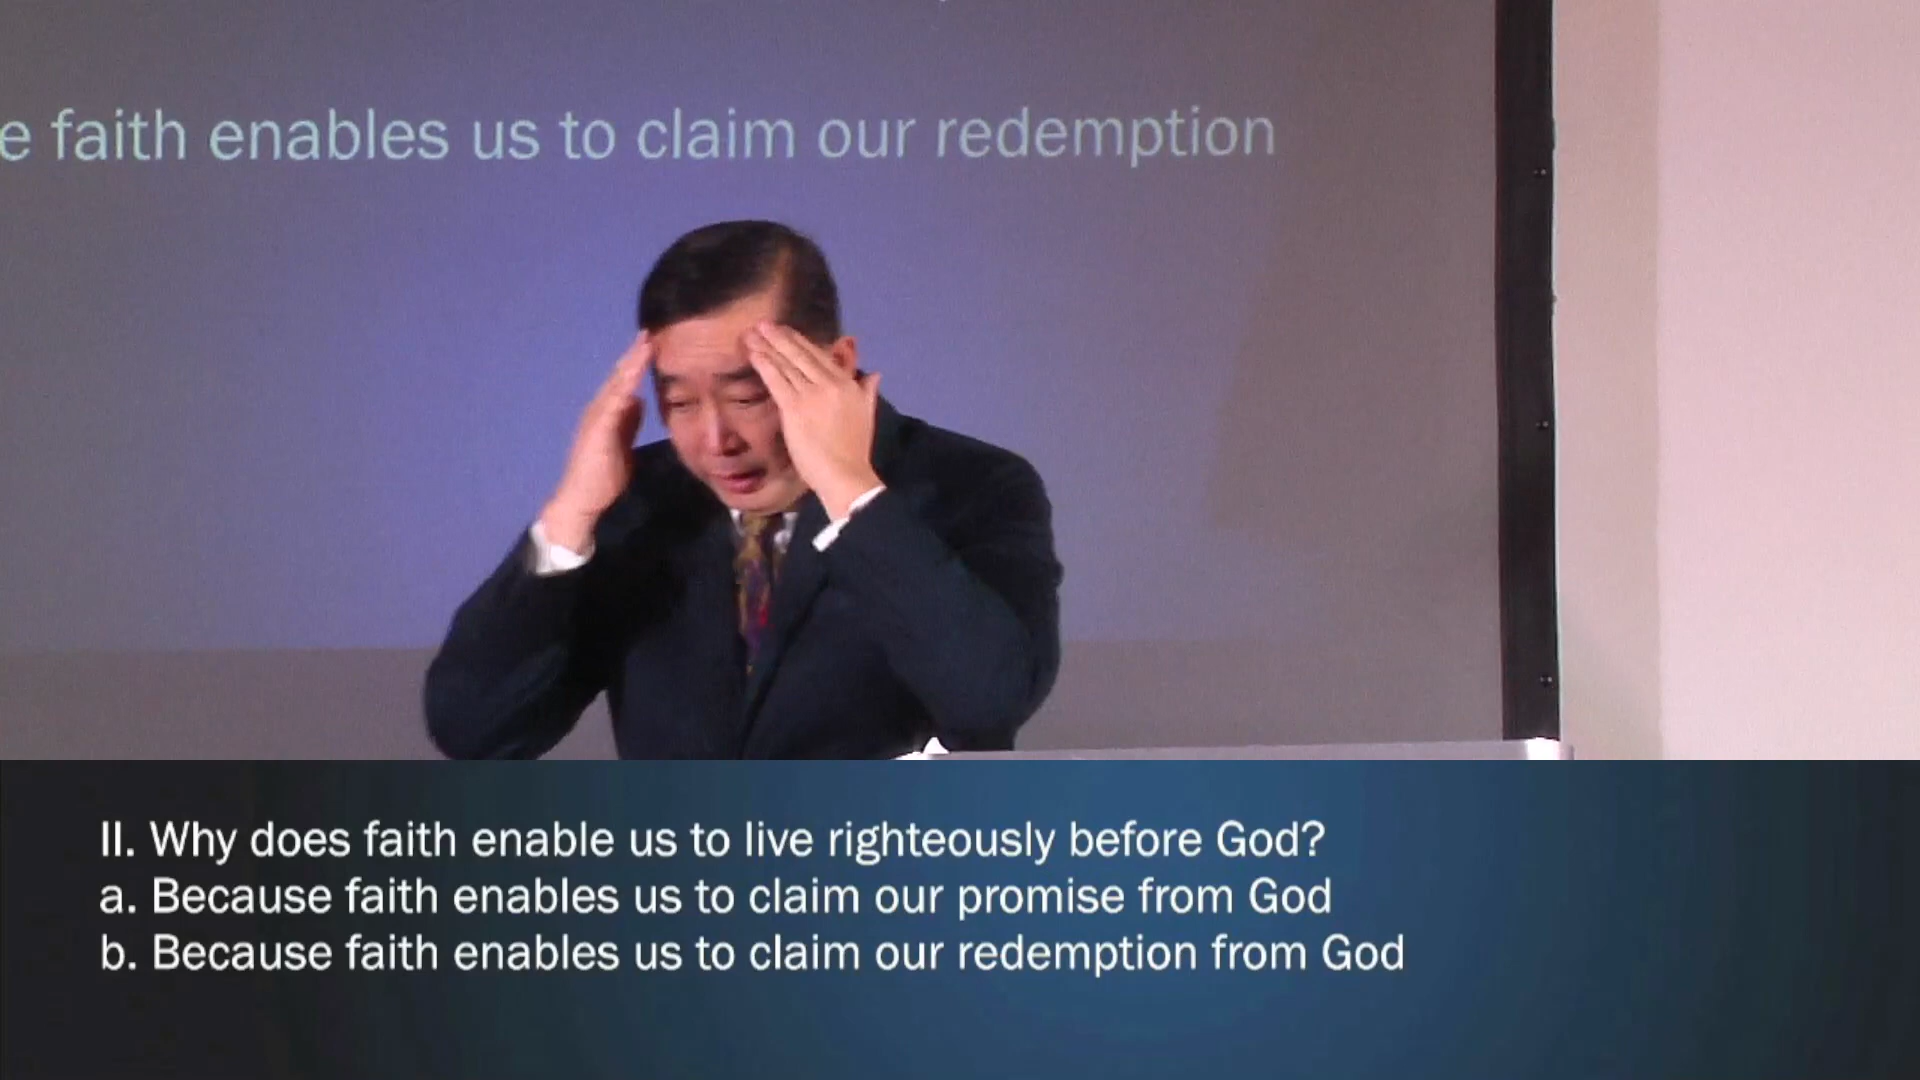 e faith enables us to claim our redemption
II. Why does faith enable us to live righteously before God?
a. Because faith enables us to claim our promise from God
b. Because faith enables us to claim our redemption from God